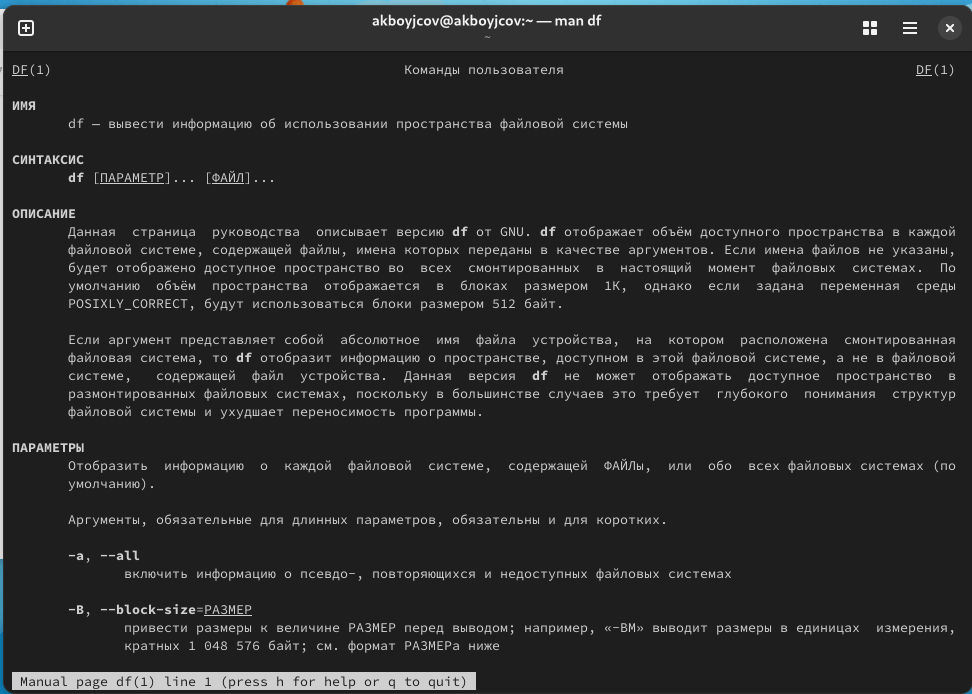 akboyjcov@akboyjcov:~ — man df
~
DF(1) Команды пользователя DF(1)
ИМЯ
df – вывести информацию об использовании пространства файловой системы
СИНТАКСИС
df [ПАРАМЕТР]... [ФАЙЛ]...
ОПИСАНИЕ
Данная страница руководства описывает версию df от GNU. df отображает объём доступного пространства в каждой
файловой системе, содержащей файлы, имена которых переданы в качестве аргументов. Если имена файлов не указаны,
будет отображено доступное пространство во всех смонтированных в настоящий момент файловых системах. По
умолчанию объём пространства отображается в блоках размером 1K, однако если задана переменная среды
POSIXLY_CORRECT, будут использоваться блоки размером 512 байт.
Если аргумент представляет собой абсолютное имя файла устройства, на котором расположена смонтированная
файловая система, то df отобразит информацию о пространстве, доступном в этой файловой системе, а не в файловой
системе, содержащей файл устройства. Данная версия df не может отображать доступное пространство в
размонтированных файловых системах, поскольку в большинстве случаев это требует глубокого понимания структур
файловой системы и ухудшает переносимость программы.
ПАРАМЕТРЫ
Отобразить информацию о каждой файловой системе, содержащей ФАЙЛы, или обо всех файловых системах (по
умолчанию).
Аргументы, обязательные для длинных параметров, обязательны и для коротких.
-a, --all
включить информацию о псевдо-, повторяющихся и недоступных файловых системах
-B, --block-size=РАЗМЕР
привести размеры к величине РАЗМЕР перед выводом; например, «-BM» выводит размеры в единицах измерения,
кратных 1 048 576 байт; см. формат РАЗМЕРа ниже
Manual page df(1) line 1 (press h for help or q to quit)